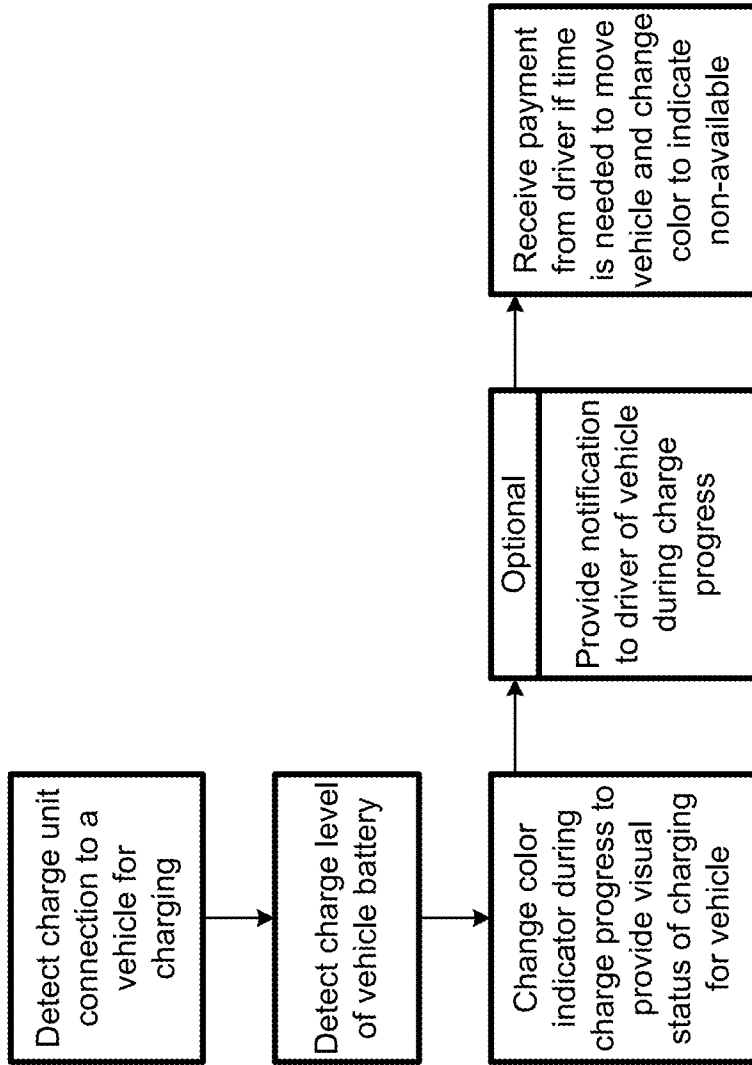 Detect charge unit
connection to a
vehicle for
charging
Detect charge level
of vehicle battery
Change color
indicator during
charge progress to
provide visual
status of charging
for vehicle
Optional
Provide notification
to driver of vehicle
during charge
progress
Receive payment
from driver if time
is needed to move
vehicle and change
color to indicate
non-available